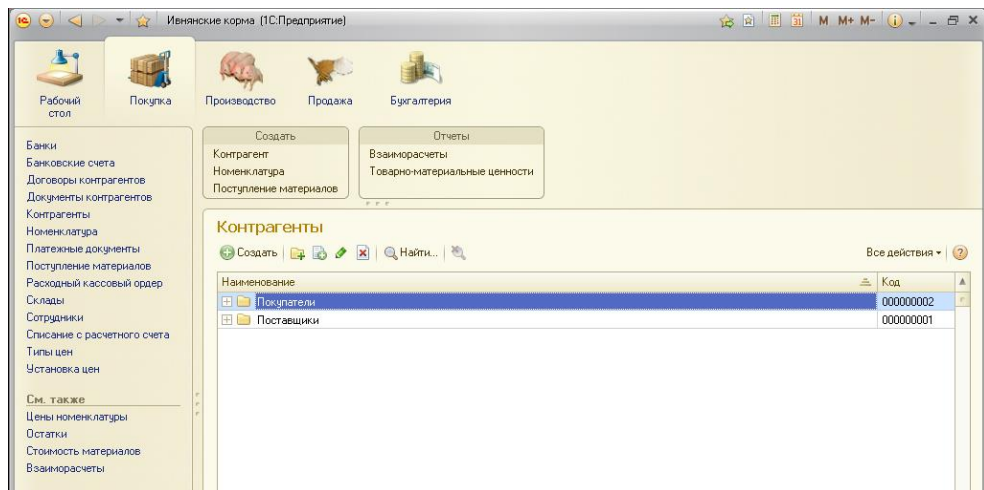 Ивнянские корма (1С:Предприятие)
M M+ M-
Рабочий
стол
Покупка
Производство
Продажа
Бухгалтерия
Банки
Банковские счета
Договоры контрагентов
Документы контрагентов
Контрагенты
Номенклатура
Платежные документы
Поступление материалов
Расходный кассовый ордер
Склады
Сотрудники
Списание с расчетного счета
Типы цен
Установка цен
См. также
Цены номенклатуры
Остатки
Стоимость материалов
Взаиморасчеты
Создать
Контрагент
Номенклатура
Поступление материалов
Отчеты
Взаиморасчеты
Товарно-материальные ценности
Контрагенты
Создать Найти... Все действия
Наименование Код
Покупатели 000000002
Поставщики 000000001